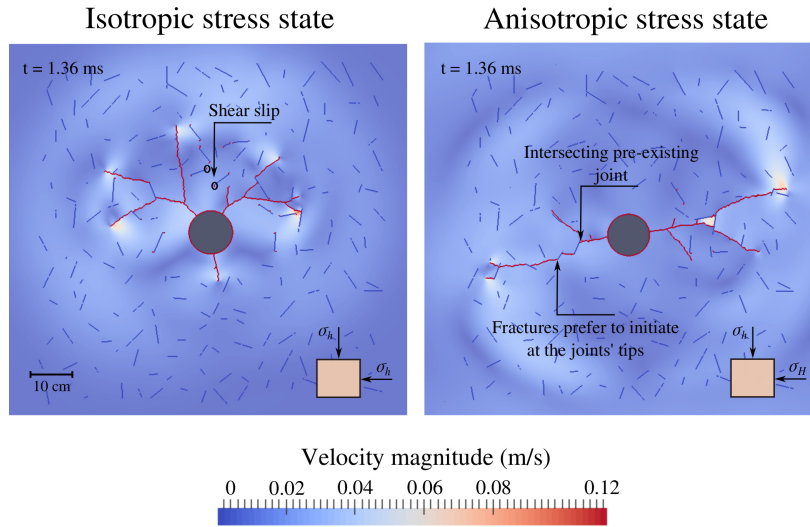 Isotropic stress state
Anisotropic stress state
t = 1.36 ms
Shear slip
o
o
10 cm
σh
σh
t = 1.36 ms
Intersecting pre-existing
joint
Fractures prefer to initiate
at the joints' tips
σh
σH
Velocity magnitude (m/s)
0 0.02 0.04 0.06 0.08 0.10 0.12